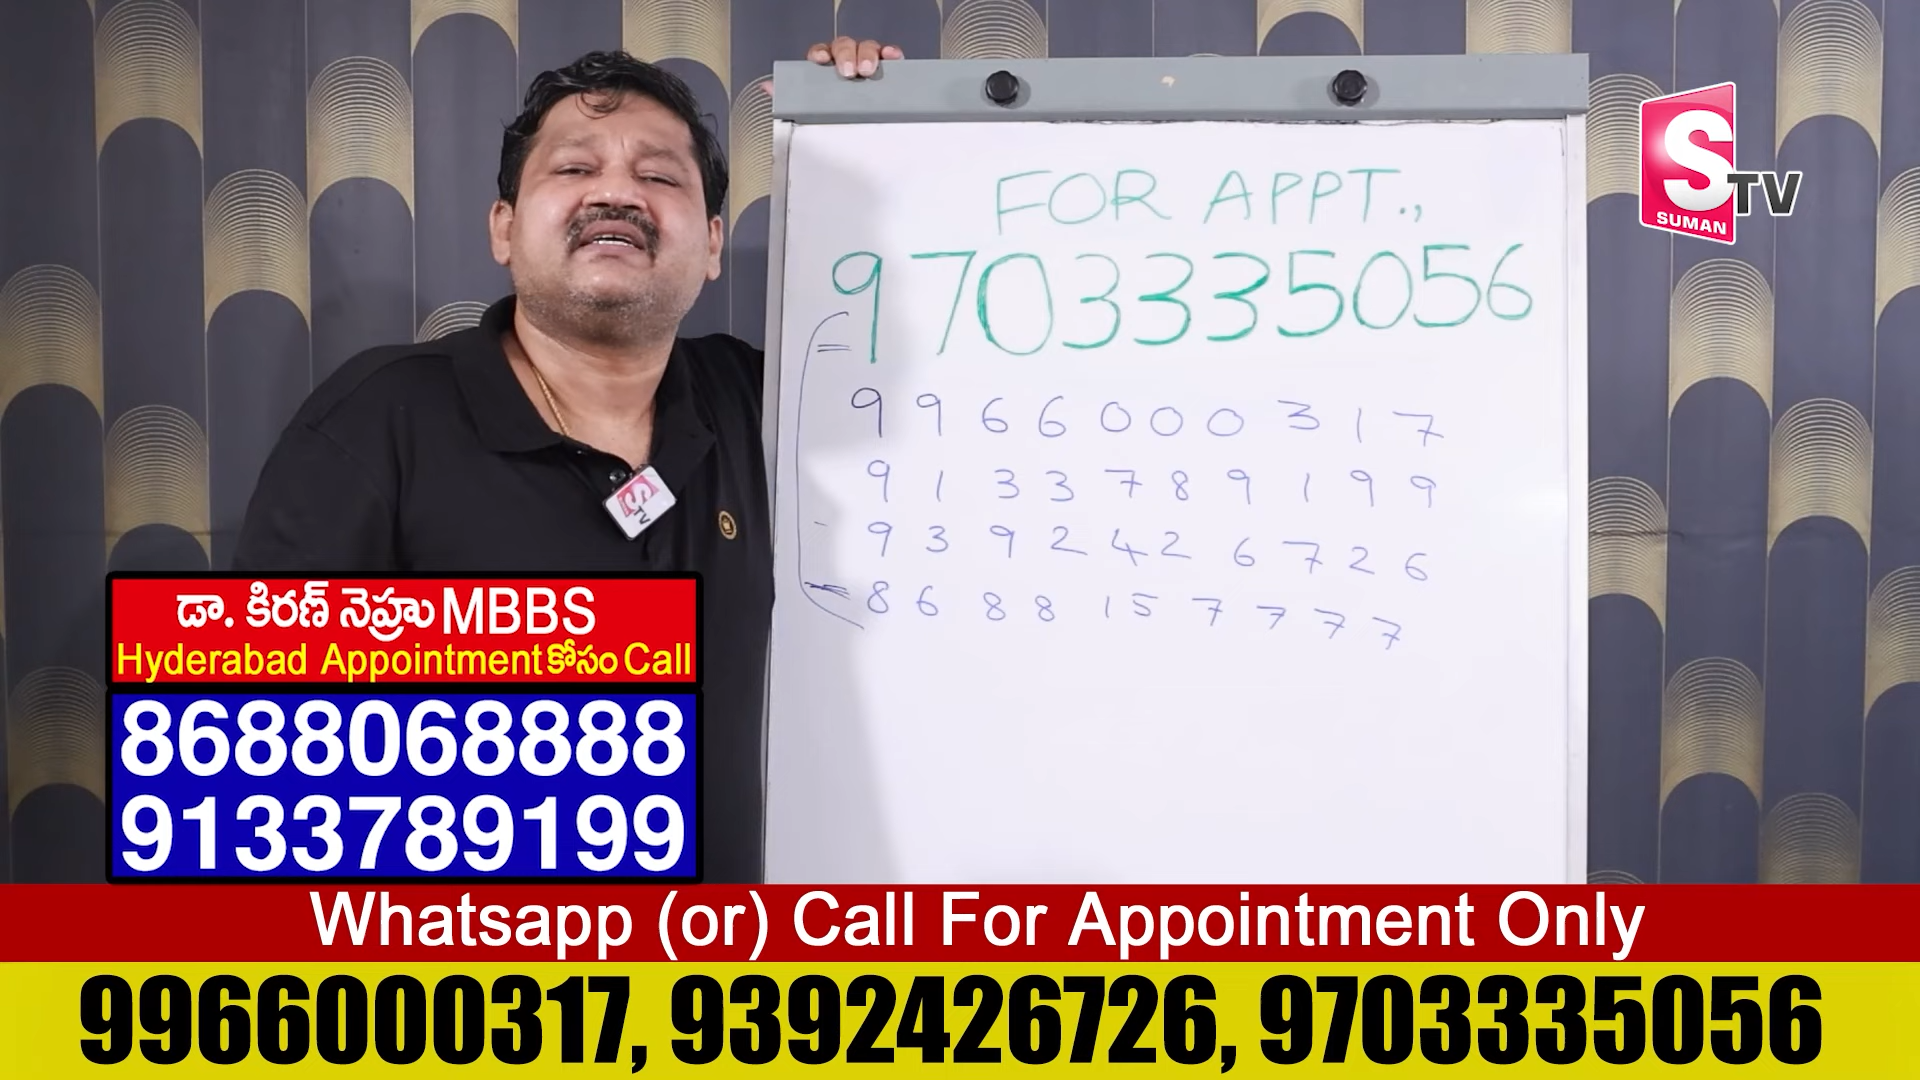 FOR APPT.,
9703335056
9966000317
9133789199
9392426726
8688157777
S TV
SUMAN
S TV
డా. కిరణ్ నెహ్రు MBBS
Hyderabad Appointment కోసం Call
8688068888
9133789199
Whatsapp (or) Call For Appointment Only
9966000317, 9392426726, 9703335056